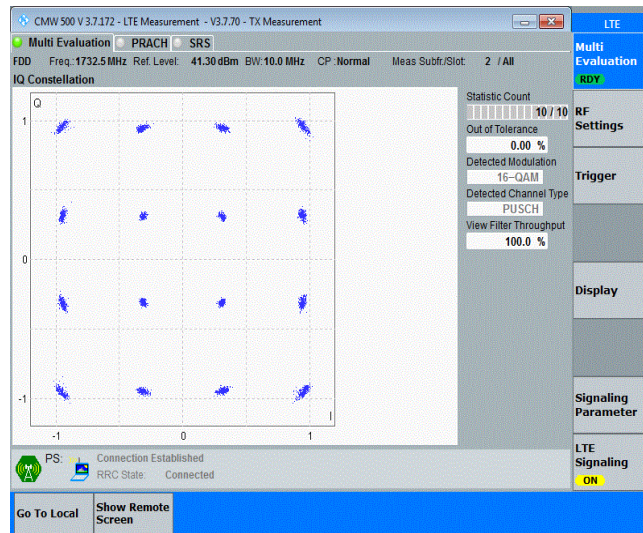 CMW 500 V 3.7.172 - LTE Measurement - V3.7.70 - TX Measurement
LTE
Multi Evaluation PRACH SRS
Multi
Evaluation
RDY
FDD Freq.:1732.5 MHz Ref. Level: 41.30 dBm BW:10.0 MHz CP :Normal Meas Subfr./Slot: 2 / All
IQ Constellation
Q
1
0
-1
I
-1 0 1
Statistic Count
10 / 10
Out of Tolerance
0.00 %
Detected Modulation
16-QAM
Detected Channel Type
PUSCH
View Filter Throughput
100.0 %
RF
Settings
Trigger
Display
Signaling
Parameter
LTE
Signaling
ON
PS: Connection Established
RRC State: Connected
Go To Local
Show Remote
Screen